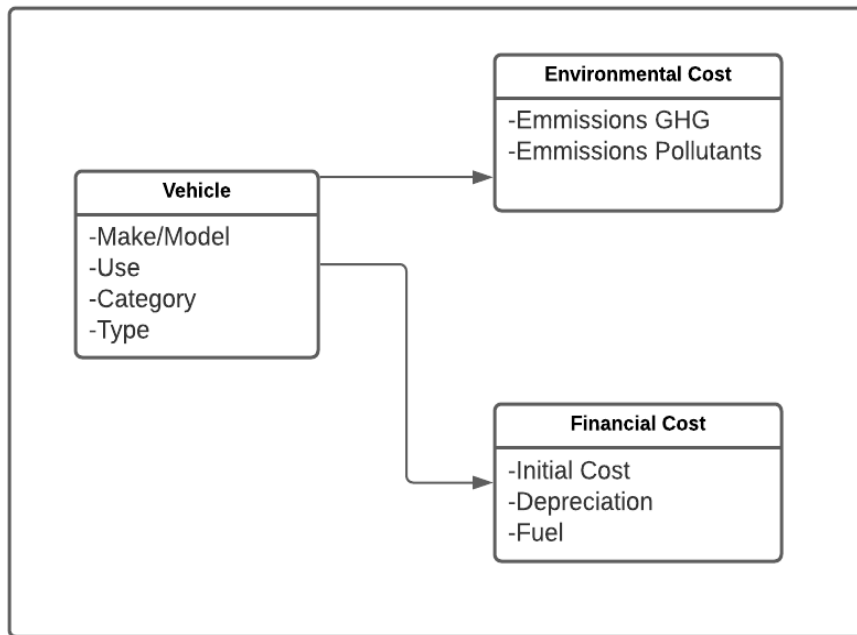 Vehicle
-Make/Model
-Use
-Category
-Type
Environmental Cost
-Emmissions GHG
-Emmissions Pollutants
Financial Cost
-Initial Cost
-Depreciation
-Fuel